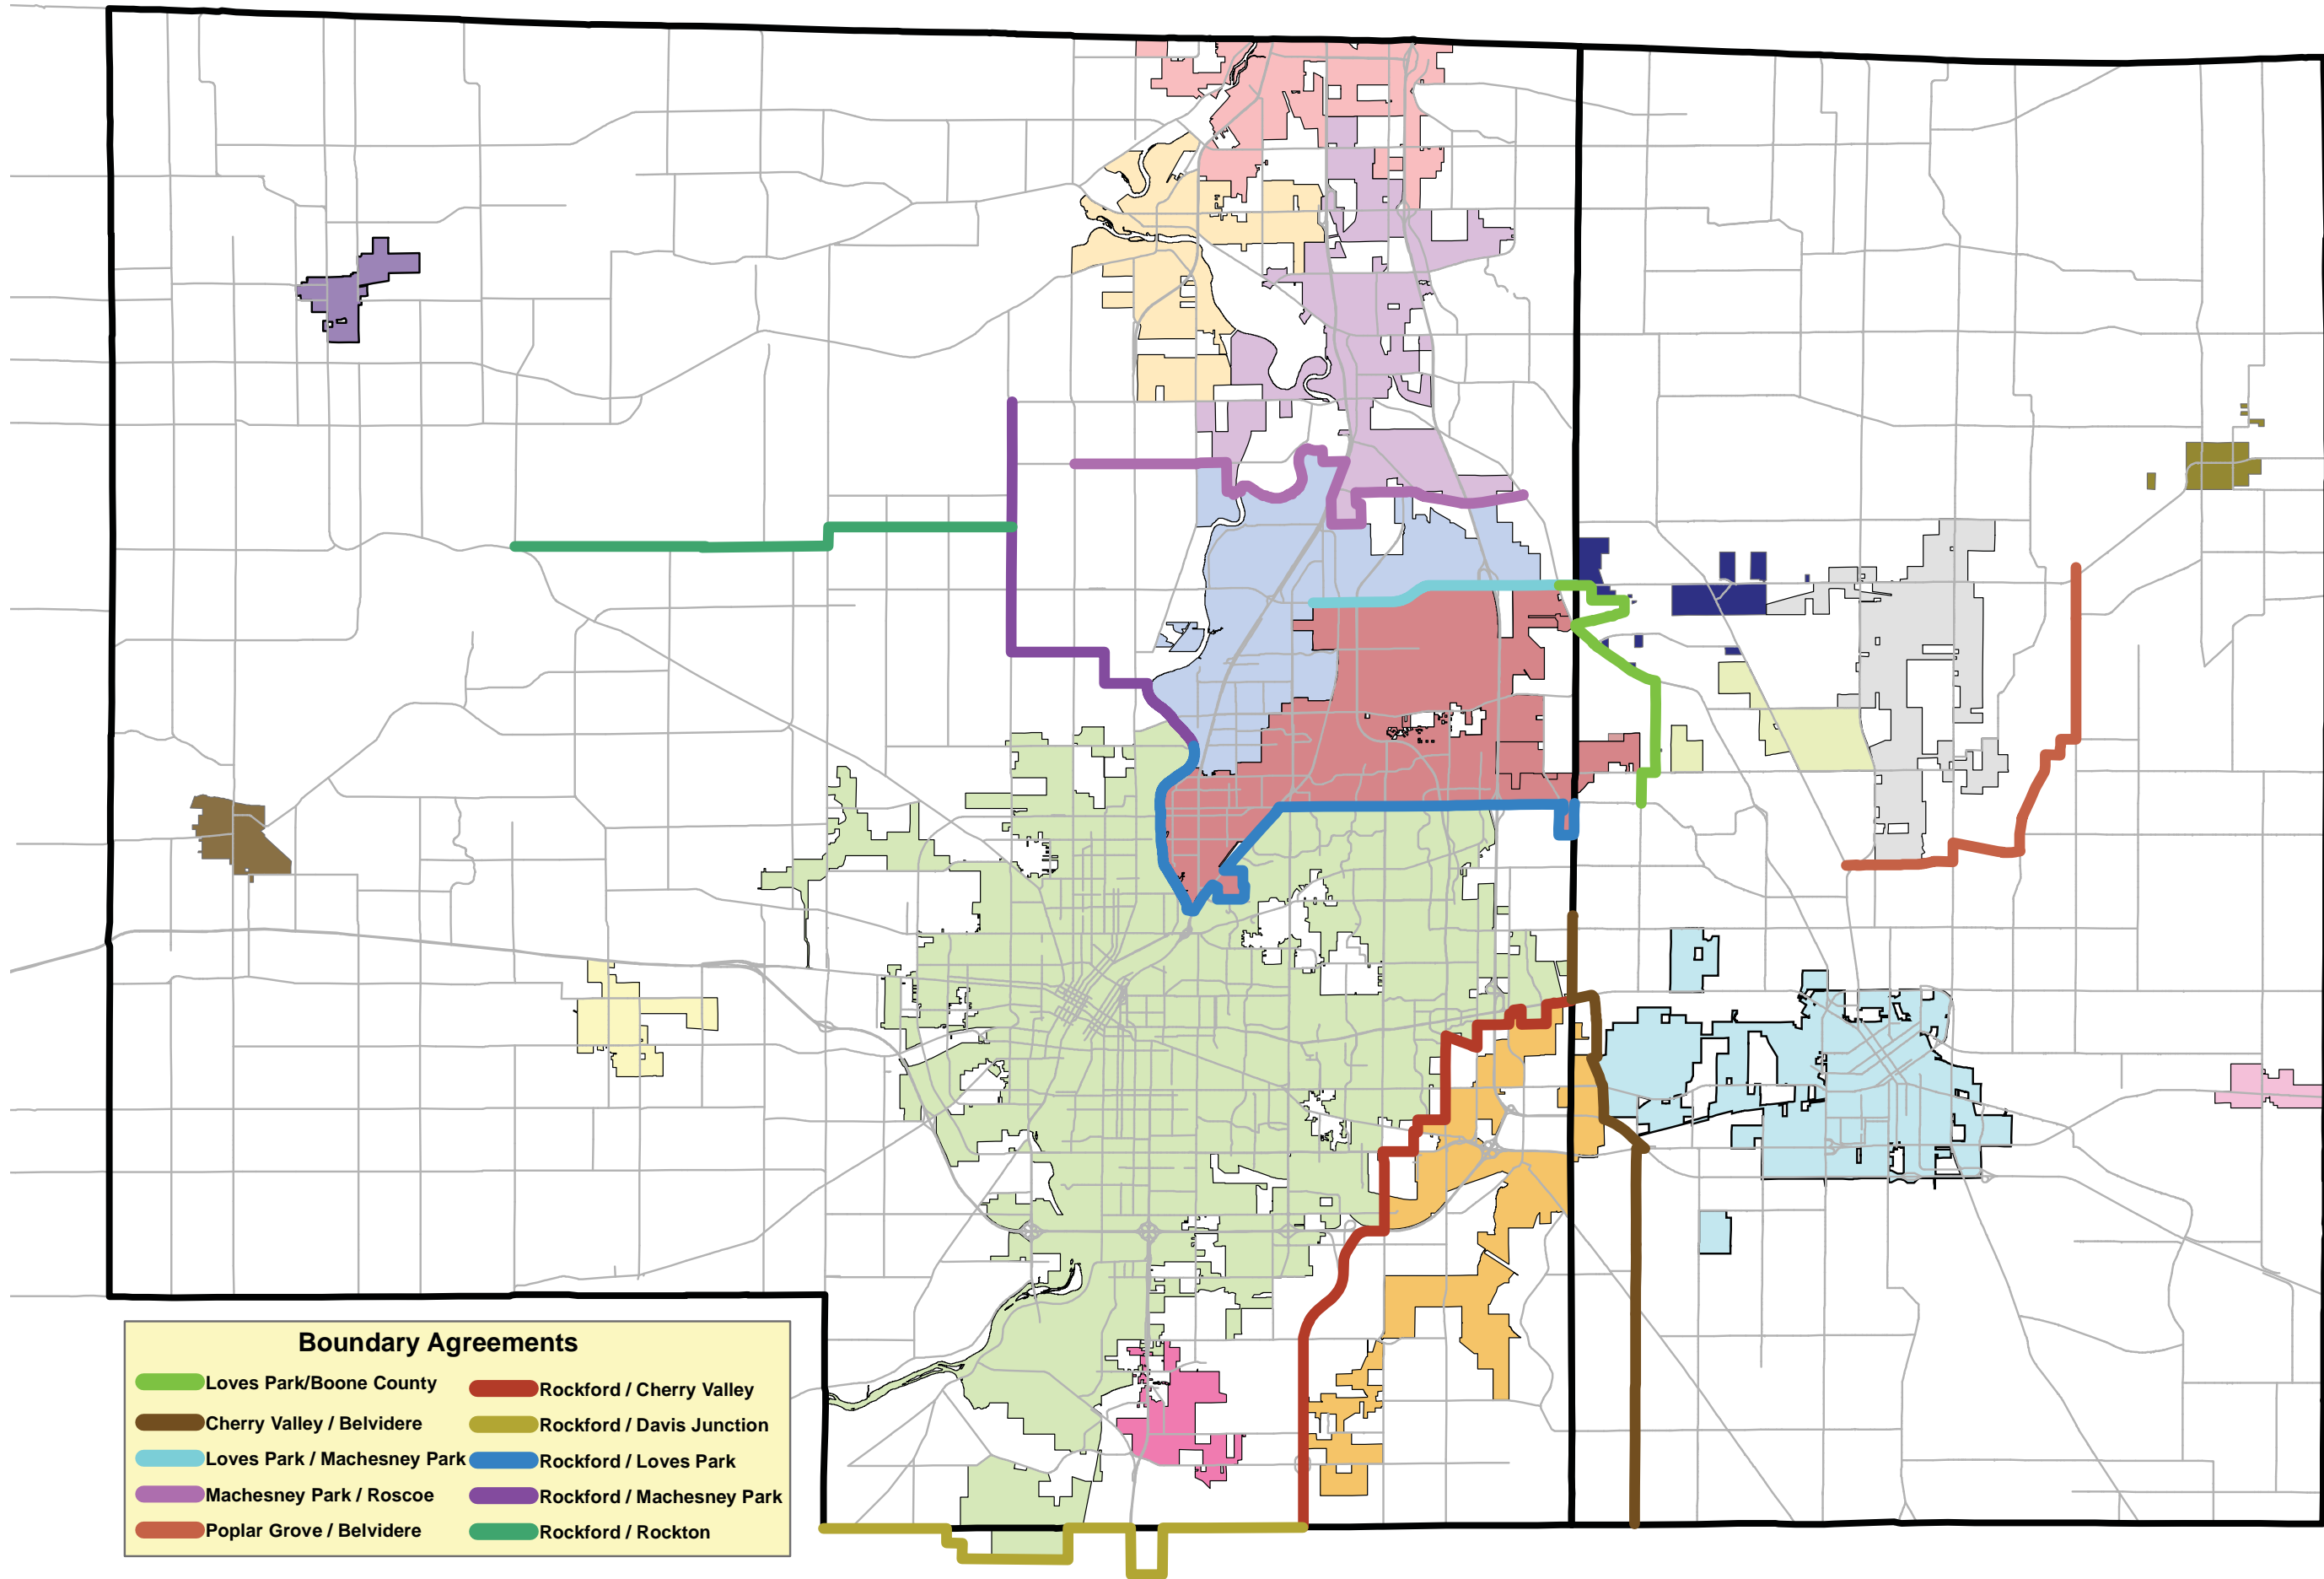 Boundary Agreements
Loves Park/Boone County
Cherry Valley / Belvidere
Loves Park / Machesney Park
Machesney Park / Roscoe
Poplar Grove / Belvidere
Rockford / Cherry Valley
Rockford / Davis Junction
Rockford / Loves Park
Rockford / Machesney Park
Rockford / Rockton